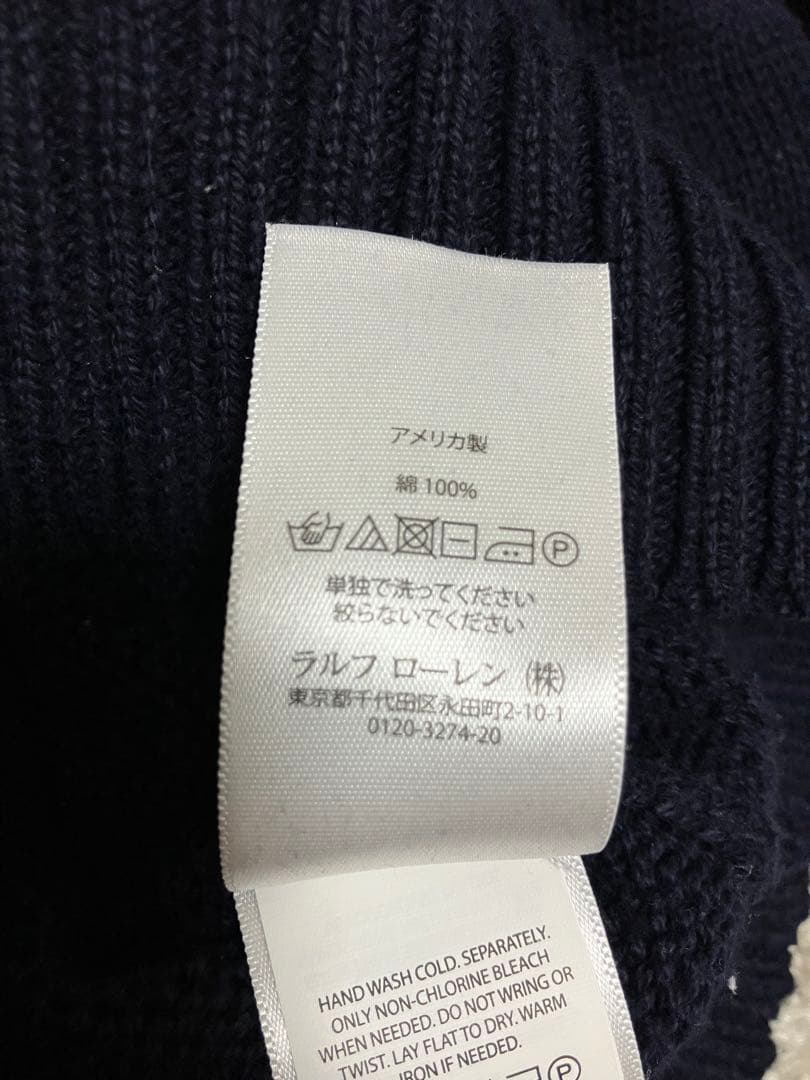 アメリカ製
綿 100%
P
単独で洗ってください
絞らないでください
ラルフ ローレン (株)
東京都千代田区永田町2-10-1
0120-3274-20
HAND WASH COLD. SEPARATELY.
ONLY NON-CHLORINE BLEACH
WHEN NEEDED. DO NOT WRING OR
TWIST. LAY FLAT TO DRY. WARM
IRON IF NEEDED.
P